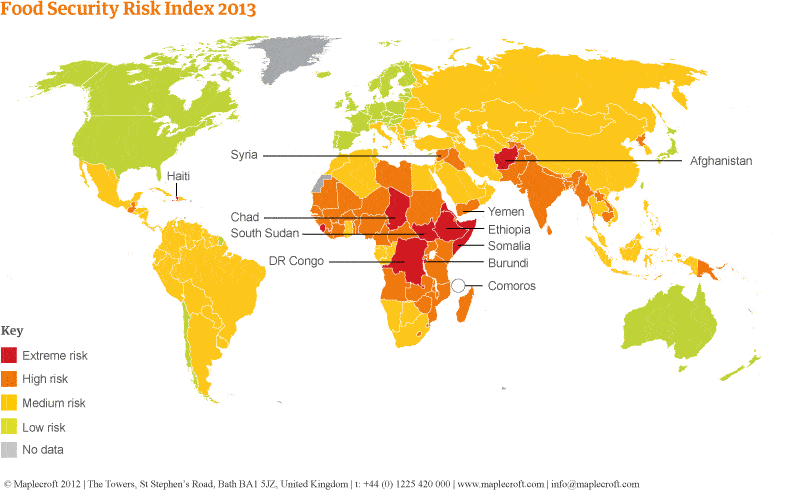 Food Security Risk Index 2013
Syria
Afghanistan
Haiti
Chad
Yemen
South Sudan
Ethiopia
Somalia
DR Congo
Burundi
Comoros
Key
Extreme risk
High risk
Medium risk
Low risk
No data
© Maplecroft 2012 | The Towers, St Stephen's Road, Bath BA1 5JZ, United Kingdom | t: +44 (0) 1225 420 000 | www.maplecroft.com | info@maplecroft.com